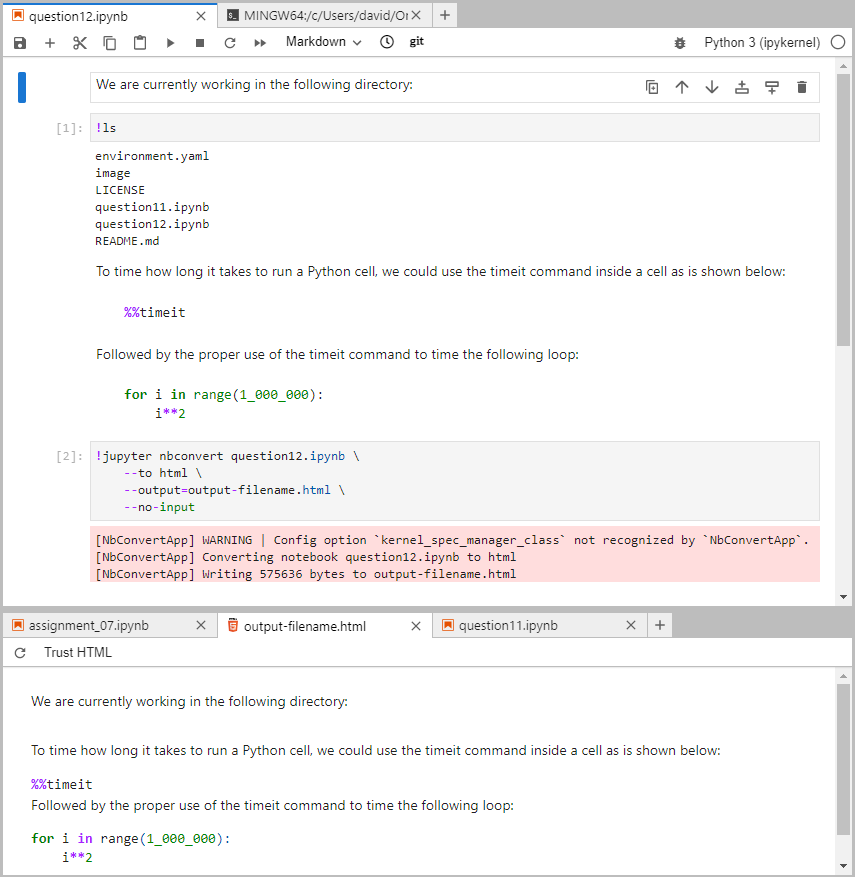 question12.ipynb
MINGW64:/c/Users/david/On
Markdown
git
Python 3 (ipykernel)
We are currently working in the following directory:
[1]:
!ls
environment.yaml
image
LICENSE
question11.ipynb
question12.ipynb
README.md
To time how long it takes to run a Python cell, we could use the timeit command inside a cell as is shown below:
%%timeit
Followed by the proper use of the timeit command to time the following loop:
for i in range(1_000_000):
    i**2
[2]:
!jupyter nbconvert question12.ipynb \
    --to html \
    --output=output-filename.html \
    --no-input
[NbConvertApp] WARNING | Config option `kernel_spec_manager_class` not recognized by `NbConvertApp`.
[NbConvertApp] Converting notebook question12.ipynb to html
[NbConvertApp] Writing 575636 bytes to output-filename.html
assignment_07.ipynb
output-filename.html
question11.ipynb
Trust HTML
We are currently working in the following directory:
To time how long it takes to run a Python cell, we could use the timeit command inside a cell as is shown below:
%%timeit
Followed by the proper use of the timeit command to time the following loop:
for i in range(1_000_000):
    i**2